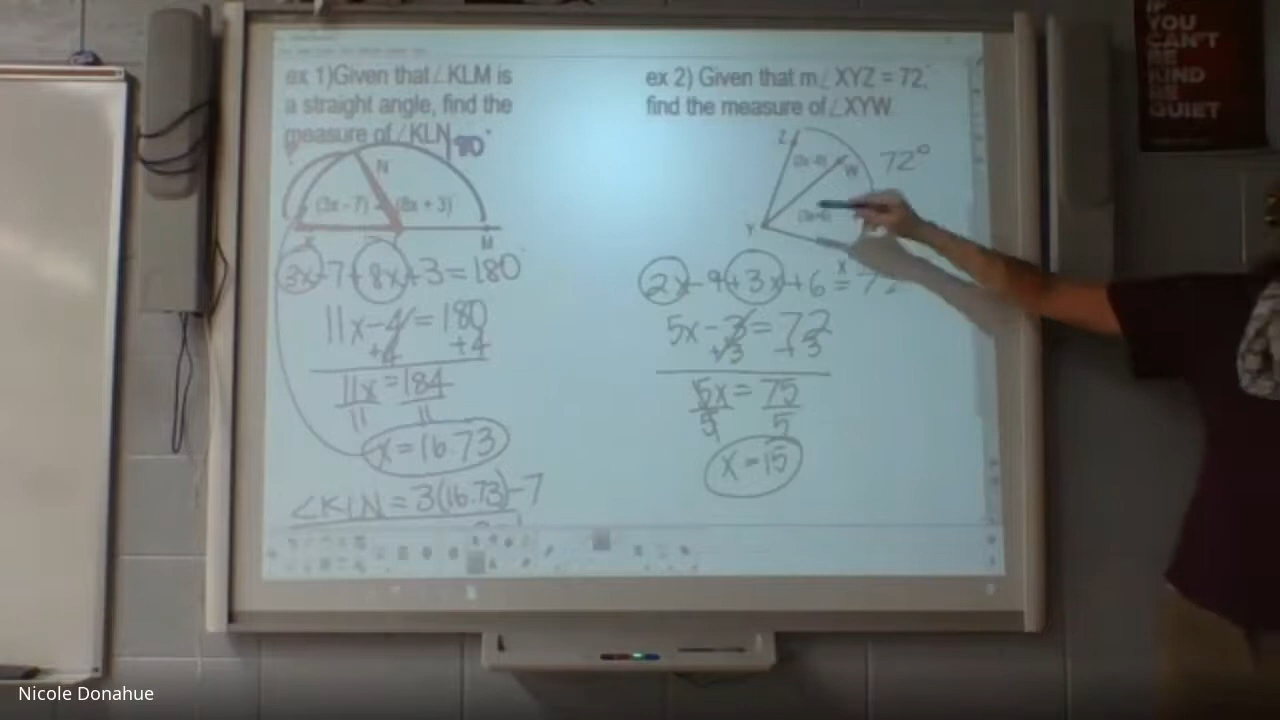 ex 1)Given that ∠KLM is
a straight angle, find the
measure of ∠KLN
180°
N
(3x - 7)
(8x + 3)
M
3x-7+8x+3=180°
11x-4=180
+4 +4
11x=184
11 11
x=16.73
∠KLN=3(16.73)-7
ex 2) Given that m∠XYZ = 72,
find the measure of ∠XYW
Z
W
72°
Y
X
2x-9+3x+6=72
5x-3=72
+3 +3
5x=75
5 5
x=15
IF
YOU
CAN'T
BE
KIND
BE
QUIET
Nicole Donahue